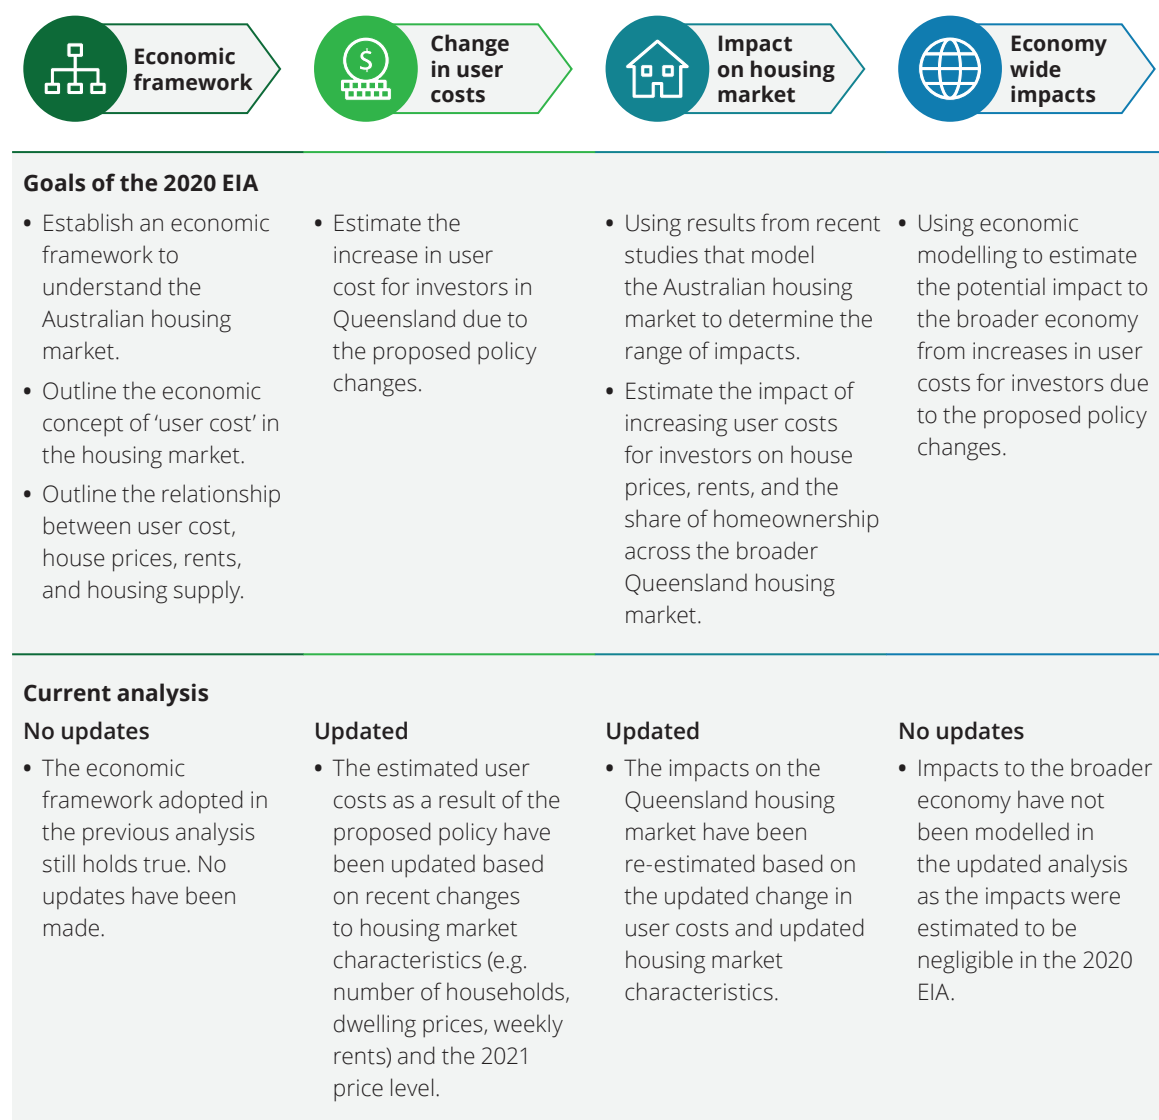 Economic
framework
Change
in user
costs
$
Impact
on housing
market
Economy
wide
impacts
Goals of the 2020 EIA
• Establish an economic
framework to
understand the
Australian housing
market.
• Outline the economic
concept of ‘user cost’ in
the housing market.
• Outline the relationship
between user cost,
house prices, rents,
and housing supply.
• Estimate the
increase in user
cost for investors in
Queensland due to
the proposed policy
changes.
• Using results from recent
studies that model
the Australian housing
market to determine the
range of impacts.
• Estimate the impact of
increasing user costs
for investors on house
prices, rents, and the
share of homeownership
across the broader
Queensland housing
market.
• Using economic
modelling to estimate
the potential impact to
the broader economy
from increases in user
costs for investors due
to the proposed policy
changes.
Current analysis
No updates
• The economic
framework adopted in
the previous analysis
still holds true. No
updates have been
made.
Updated
• The estimated user
costs as a result of the
proposed policy have
been updated based
on recent changes
to housing market
characteristics (e.g.
number of households,
dwelling prices, weekly
rents) and the 2021
price level.
Updated
• The impacts on the
Queensland housing
market have been
re-estimated based on
the updated change in
user costs and updated
housing market
characteristics.
No updates
• Impacts to the broader
economy have not
been modelled in
the updated analysis
as the impacts were
estimated to be
negligible in the 2020
EIA.